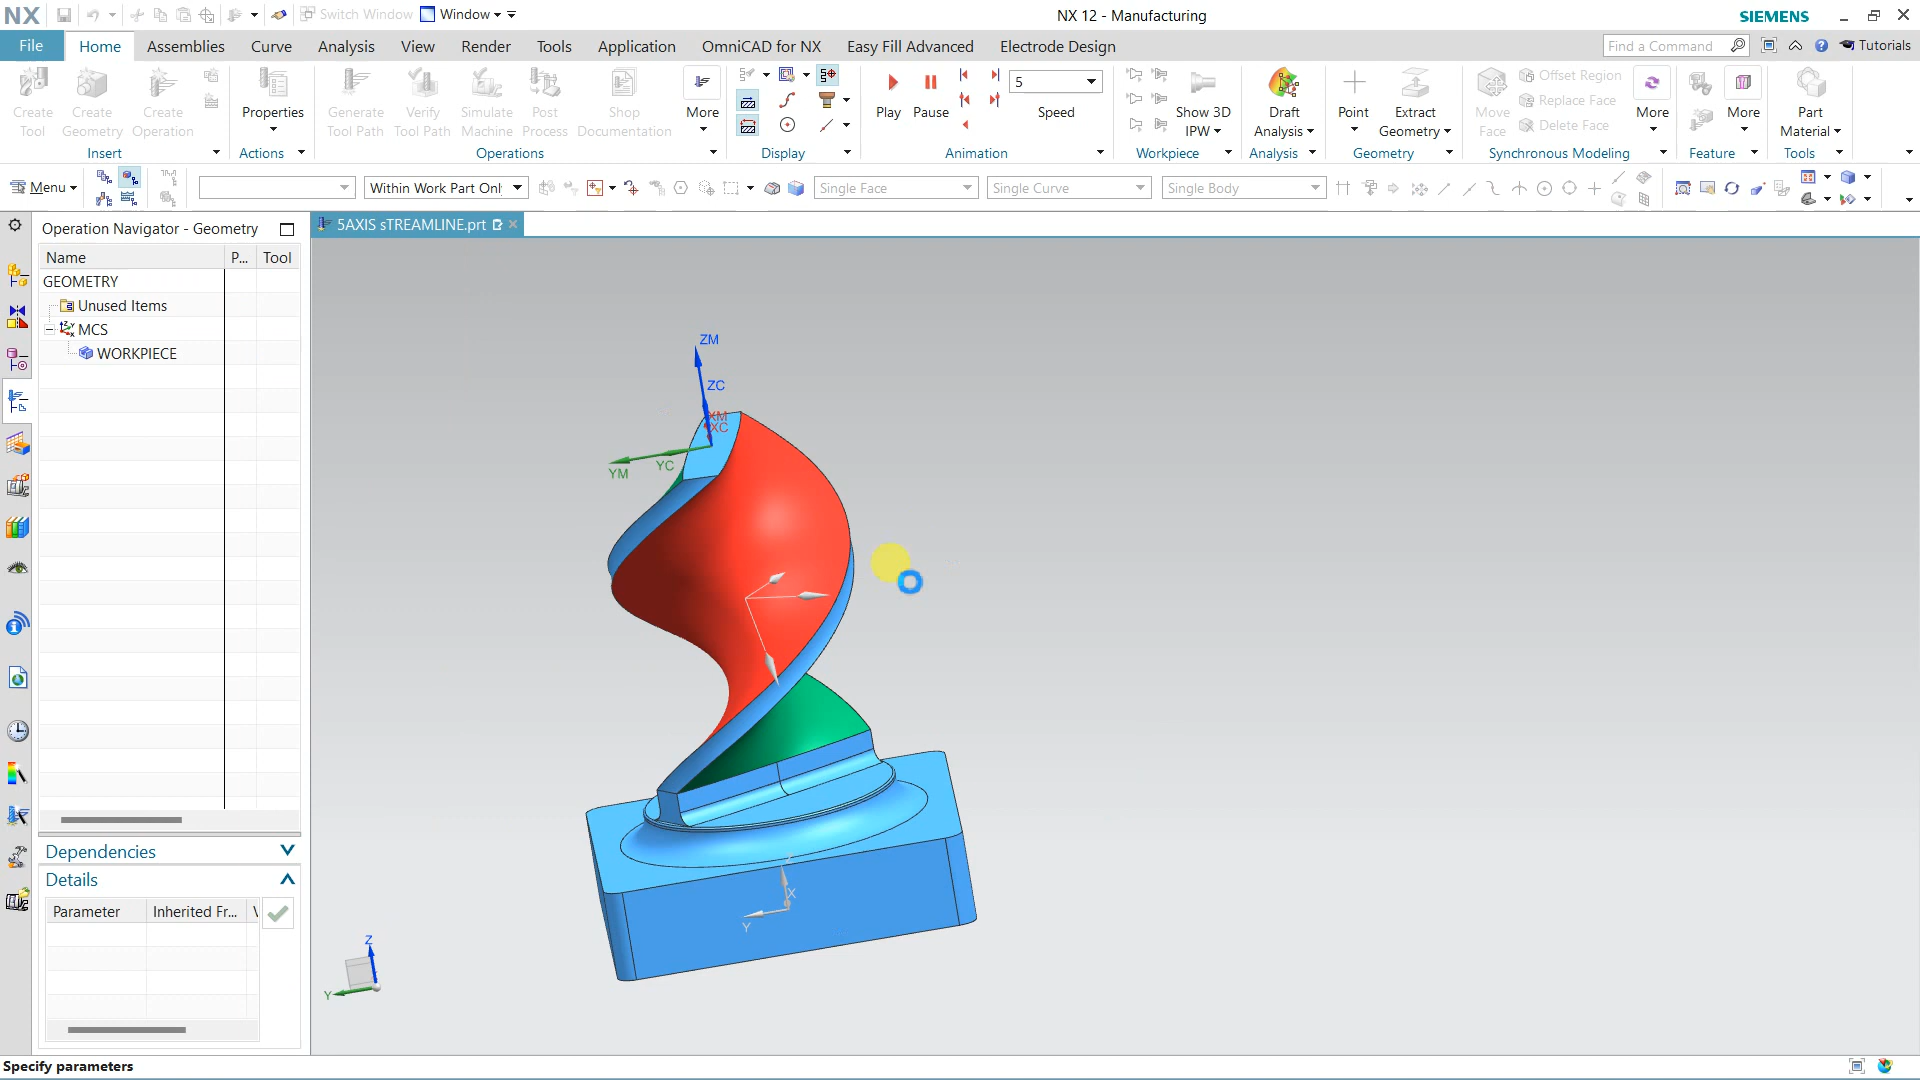 NX Switch Window Window NX 12 - Manufacturing SIEMENS
File Home Assemblies Curve Analysis View Render Tools Application OmniCAD for NX Easy Fill Advanced Electrode Design Find a Command Tutorials
Create Tool
Create Geometry
Create Operation
Insert
Properties
Actions
Generate Tool Path
Verify Tool Path
Simulate Machine
Post Process
Shop Documentation
More
Operations
Display
Play
Pause
5
Speed
Animation
Show 3D IPW
Workpiece
Draft Analysis
Analysis
Point
Extract Geometry
Geometry
Move Face
Offset Region
Replace Face
Delete Face
More
Synchronous Modeling
More
Feature
Part Material
Tools
Menu Within Work Part Onl Single Face Single Curve Single Body
Operation Navigator - Geometry
5AXIS sTREAMLINE.prt
Name P... Tool
GEOMETRY
Unused Items
MCS
WORKPIECE
ZM
ZC
XM
XC
YC
YM
X
Y
Z
Y
Dependencies
Details
Parameter Inherited Fr... V
Specify parameters